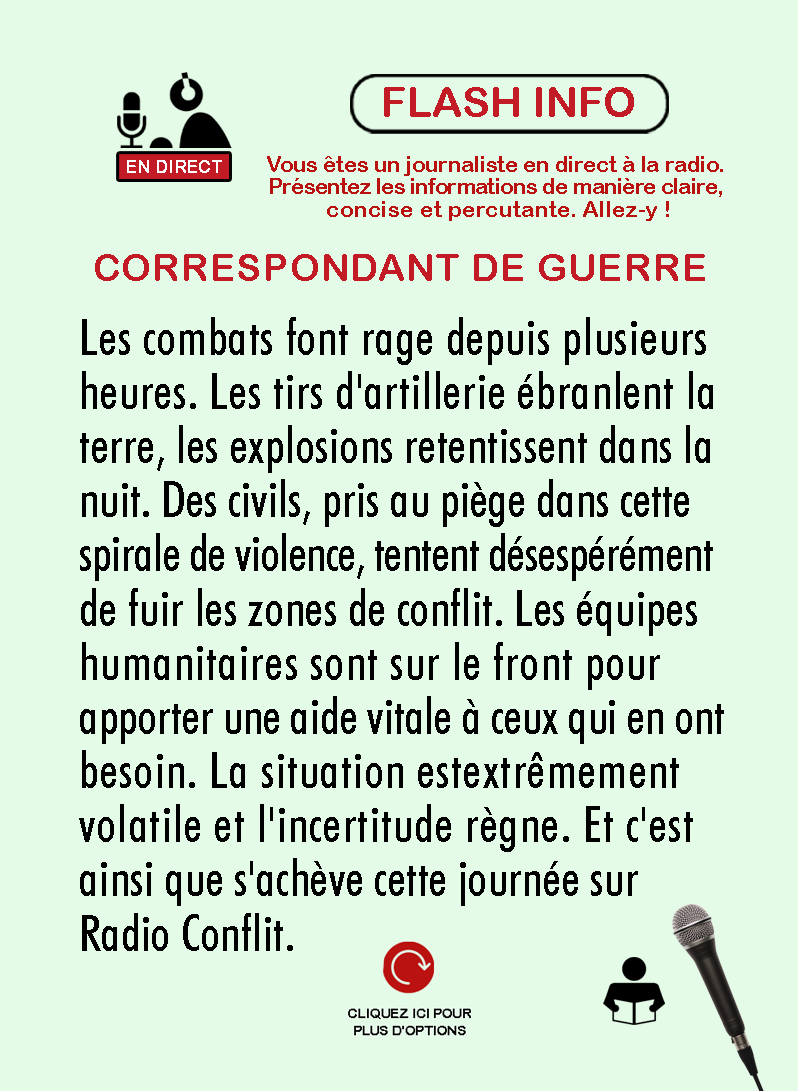 FLASH INFO
EN DIRECT
Vous êtes un journaliste en direct à la radio.
Présentez les informations de manière claire,
concise et percutante. Allez-y !
CORRESPONDANT DE GUERRE
Les combats font rage depuis plusieurs
heures. Les tirs d'artillerie ébranlent la
terre, les explosions retentissent dans la
nuit. Des civils, pris au piège dans cette
spirale de violence, tentent désespérément
de fuir les zones de conflit. Les équipes
humanitaires sont sur le front pour
apporter une aide vitale à ceux qui en ont
besoin. La situation estextrêmement
volatile et l'incertitude règne. Et c'est
ainsi que s'achève cette journée sur
Radio Conflit.
CLIQUEZ ICI POUR
PLUS D'OPTIONS